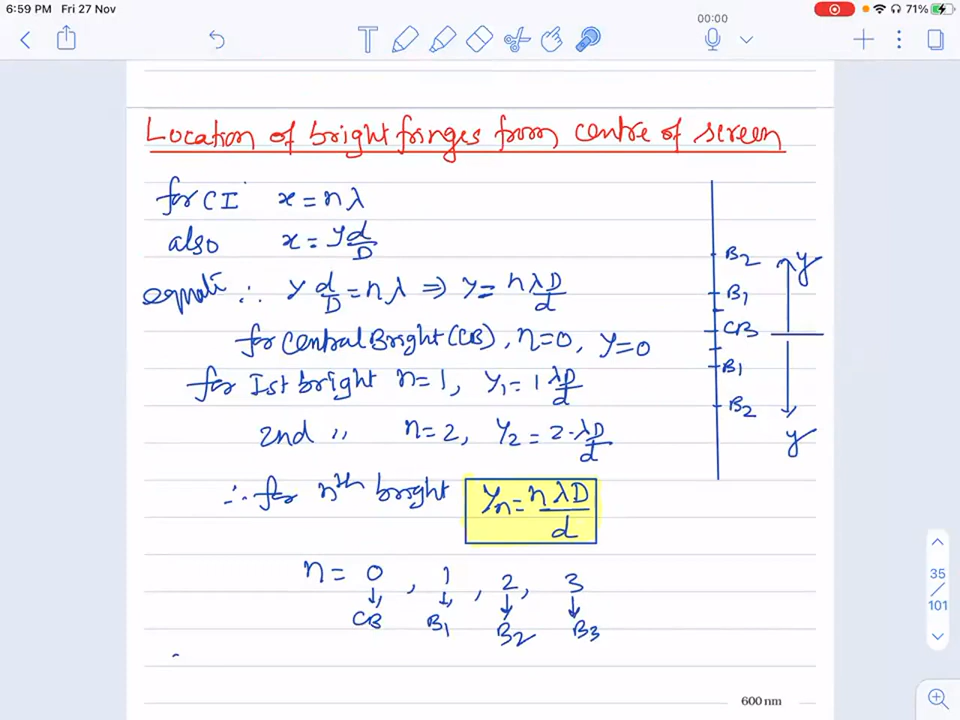 6:59 PM Fri 27 Nov
71%
00:00
Location of bright fringes from centre of screen
for CI x = nλ
also x = y d/D
equati ∴ y d/D = nλ ⇒ y = nλD/d
for Central Bright (CB), n=0, y=0
for Ist bright n=1, y₁ = 1 λD/d
2nd " n=2, y₂ = 2·λD/d
∴ for nth bright yₙ = nλD/d
n = 0, 1, 2, 3
CB B₁ B₂ B₃
B₂
y
B₁
CB
B₁
B₂
y
35
101
600 nm